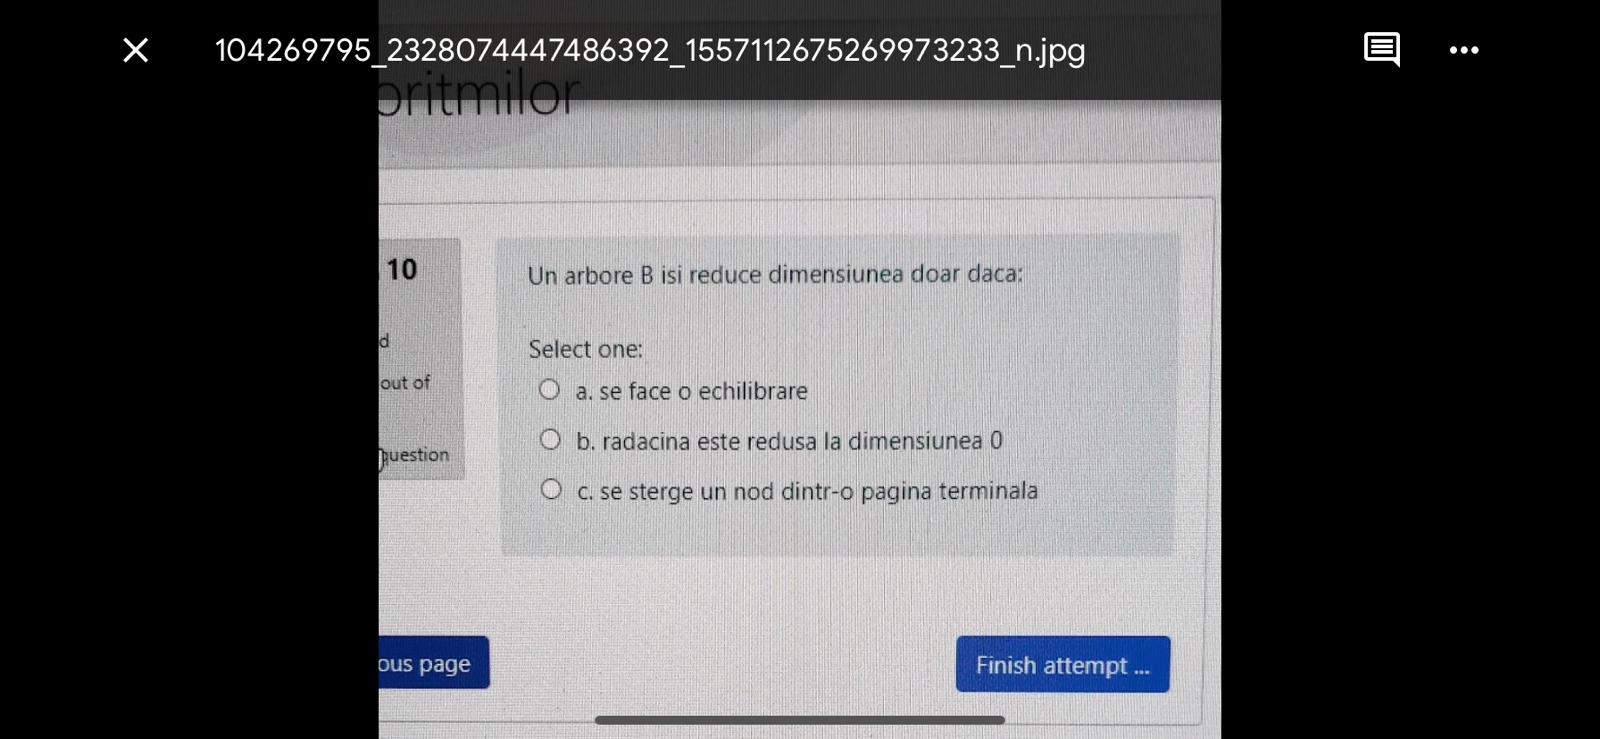 104269795_2328074447486392_1557112675269973233_n.jpg
oritmilor
10
Un arbore B isi reduce dimensiunea doar daca:
d
Select one:
out of
a. se face o echilibrare
b. radacina este redusa la dimensiunea 0
question
c. se sterge un nod dintr-o pagina terminala
ous page
Finish attempt ...